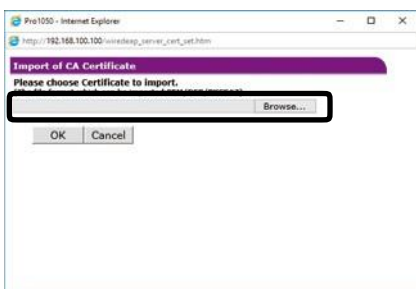 Pro1050 - Internet Explorer
http://192.168.100.100/wiredeap_server_cert_set.htm
Import of CA Certificate
Please choose Certificate to import.
Browse...
OK Cancel